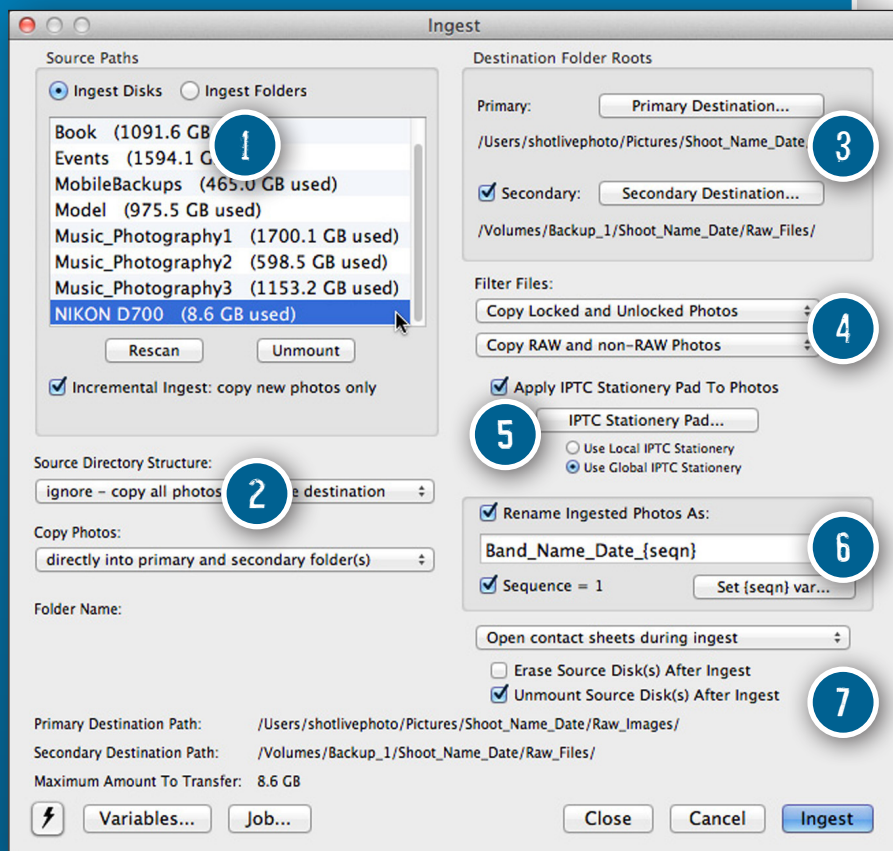 Ingest
Source Paths
Ingest Disks Ingest Folders
Book (1091.6 GB
1
Events (1594.1 G
MobileBackups (465.0 GB used)
Model (975.5 GB used)
Music_Photography1 (1700.1 GB used)
Music_Photography2 (598.5 GB used)
Music_Photography3 (1153.2 GB used)
NIKON D700 (8.6 GB used)
Rescan Unmount
Incremental Ingest: copy new photos only
Source Directory Structure:
ignore – copy all photos destination
2
Copy Photos:
directly into primary and secondary folder(s)
Folder Name:
Destination Folder Roots
Primary: Primary Destination...
/Users/shotlivephoto/Pictures/Shoot_Name_Date
3
Secondary: Secondary Destination...
/Volumes/Backup_1/Shoot_Name_Date/Raw_Files/
Filter Files:
Copy Locked and Unlocked Photos
4
Copy RAW and non-RAW Photos
Apply IPTC Stationery Pad To Photos
IPTC Stationery Pad...
5
Use Local IPTC Stationery
Use Global IPTC Stationery
Rename Ingested Photos As:
Band_Name_Date_{seqn}
6
Sequence = 1 Set {seqn} var...
Open contact sheets during ingest
Erase Source Disk(s) After Ingest
Unmount Source Disk(s) After Ingest
7
Primary Destination Path: /Users/shotlivephoto/Pictures/Shoot_Name_Date/Raw_Images/
Secondary Destination Path: /Volumes/Backup_1/Shoot_Name_Date/Raw_Files/
Maximum Amount To Transfer: 8.6 GB
Variables... Job... Close Cancel Ingest